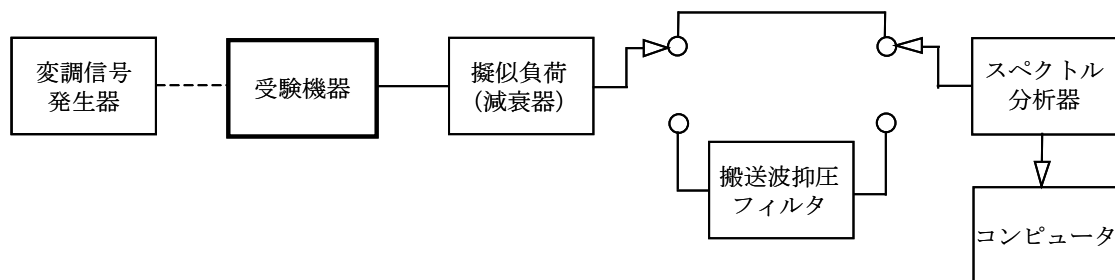 変調信号
発生器
受験機器
擬似負荷
(減衰器)
搬送波抑圧
フィルタ
スペクトル
分析器
コンピュータ